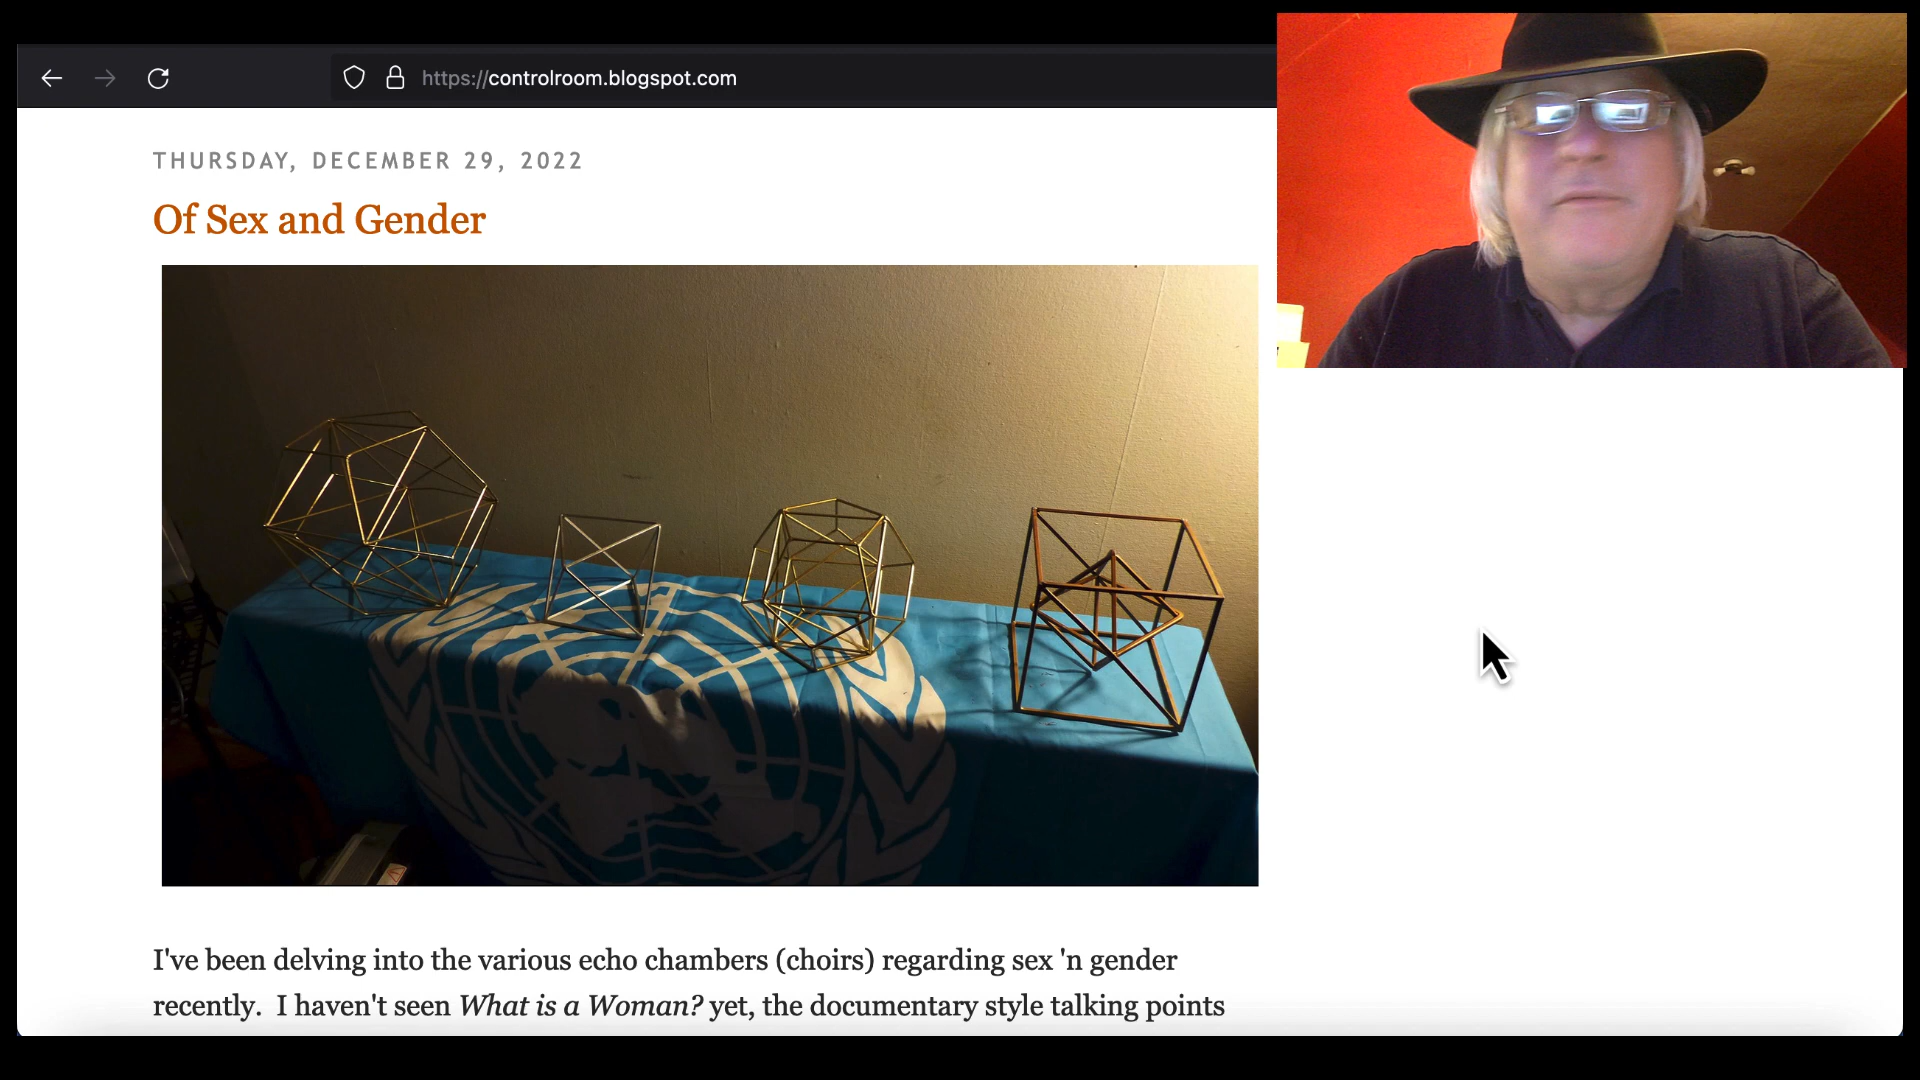 https://controlroom.blogspot.com
THURSDAY, DECEMBER 29, 2022
Of Sex and Gender
I've been delving into the various echo chambers (choirs) regarding sex 'n gender
recently.  I haven't seen What is a Woman? yet, the documentary style talking points